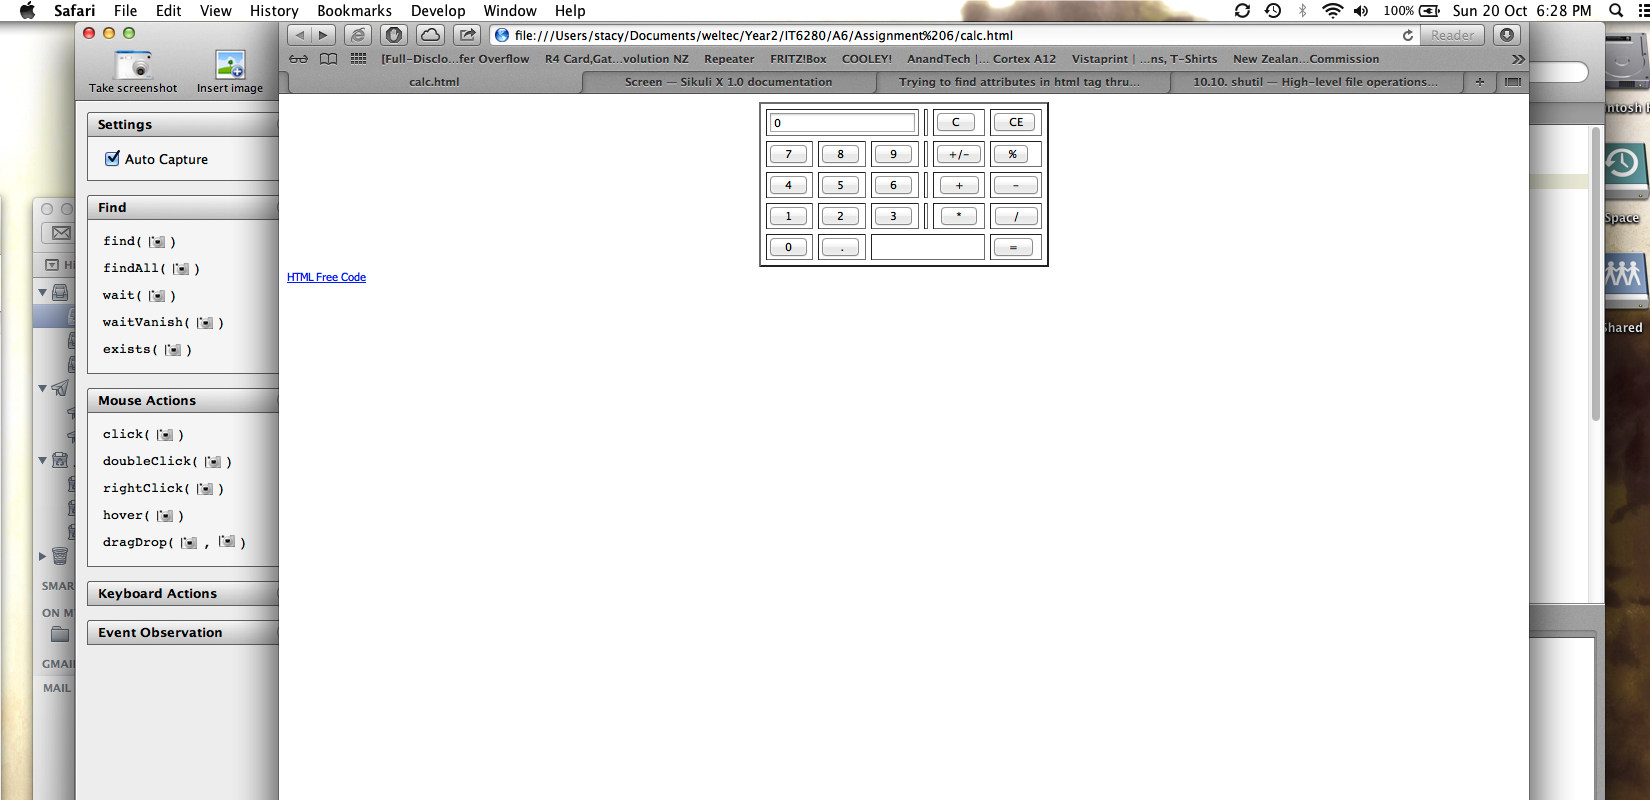 Safari File Edit View History Bookmarks Develop Window Help 100% Sun 20 Oct 6:28 PM
file:///Users/stacy/Documents/weltec/Year2/IT6280/A6/Assignment%206/calc.html Reader
[Full-Disclo...fer Overflow R4 Card,Gat...volution NZ Repeater FRITZ!Box COOLEY! AnandTech |... Cortex A12 Vistaprint | ...ns, T-Shirts New Zealan...Commission
calc.html Screen — Sikuli X 1.0 documentation Trying to find attributes in html tag thru... 10.10. shutil — High-level file operations... +
Take screenshot Insert image
Settings
Auto Capture
Find
find( )
findAll( )
wait( )
waitVanish( )
exists( )
Mouse Actions
click( )
doubleClick( )
rightClick( )
hover( )
dragDrop( , )
Keyboard Actions
Event Observation
0 C CE
7 8 9 +/- %
4 5 6 + -
1 2 3 * /
0 . =
HTML Free Code
SMAR
ON M
GMAI
MAIL
ntosh H
Space
Shared